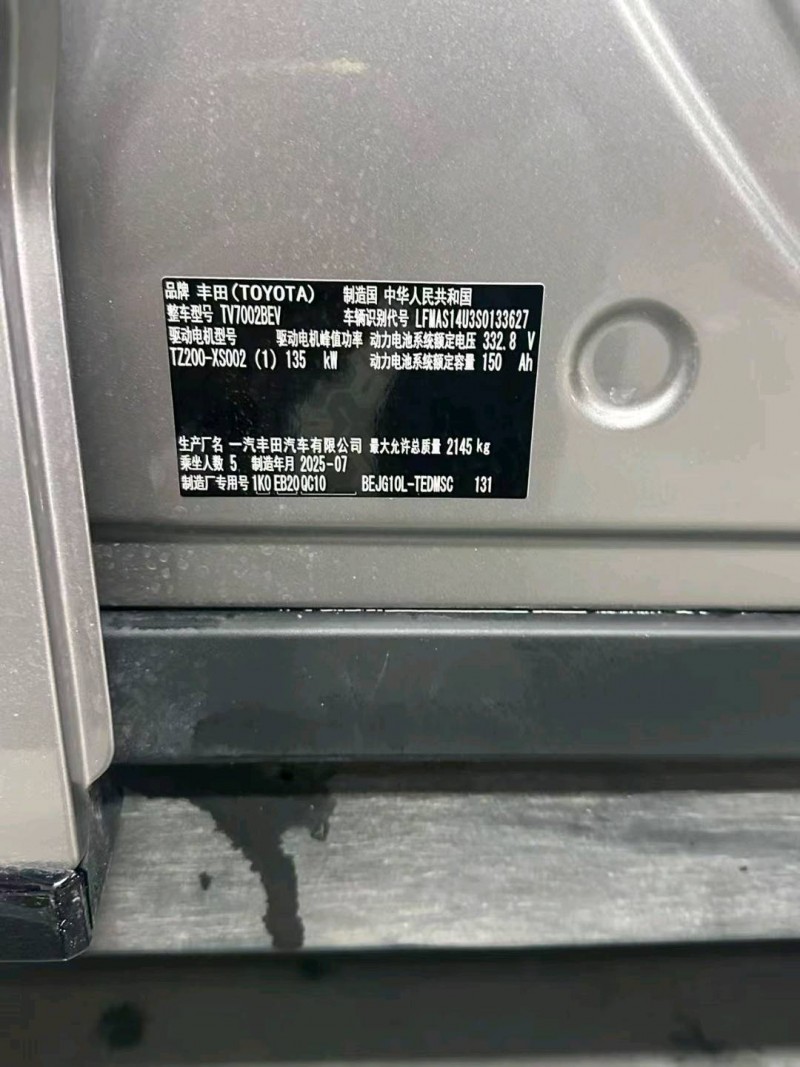 品牌 丰田(TOYOTA) 制造国 中华人民共和国
整车型号 TV7002BEV 车辆识别代号 LFMAS14U3S0133627
驱动电机型号 驱动电机峰值功率 动力电池系统额定电压 332.8 V
TZ200-XS002 (1) 135 kW 动力电池系统额定容量 150 Ah
生产厂名 一汽丰田汽车有限公司 最大允许总质量 2145 kg
乘坐人数 5 制造年月 2025-07
制造厂专用号 1K0 EB20 QC10 BEJG10L-TEDMSC 131